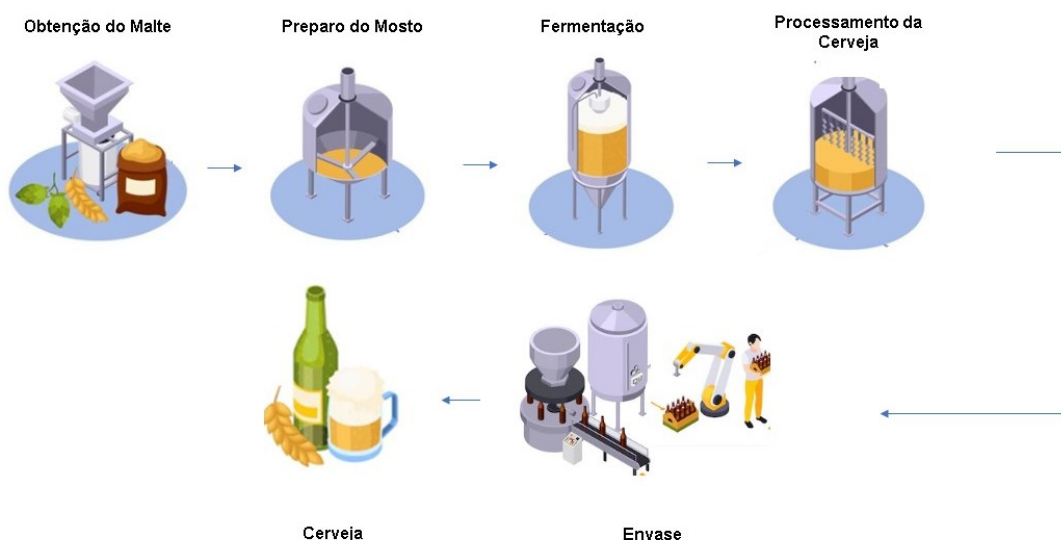 Obtenção do Malte
Preparo do Mosto
Fermentação
Processamento da
Cerveja
Cerveja
Envase